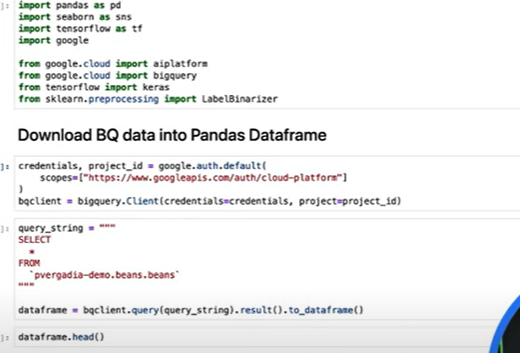 ]: import pandas as pd
import seaborn as sns
import tensorflow as tf
import google
from google.cloud import aiplatform
from google.cloud import bigquery
from tensorflow import keras
from sklearn.preprocessing import LabelBinarizer
Download BQ data into Pandas Dataframe
]: credentials, project_id = google.auth.default(
scopes=["https://www.googleapis.com/auth/cloud-platform"]
)
bqclient = bigquery.Client(credentials=credentials, project=project_id)
]: query_string = """
SELECT
*
FROM
`pvergadia-demo.beans.beans`
"""
dataframe = bqclient.query(query_string).result().to_dataframe()
]: dataframe.head()